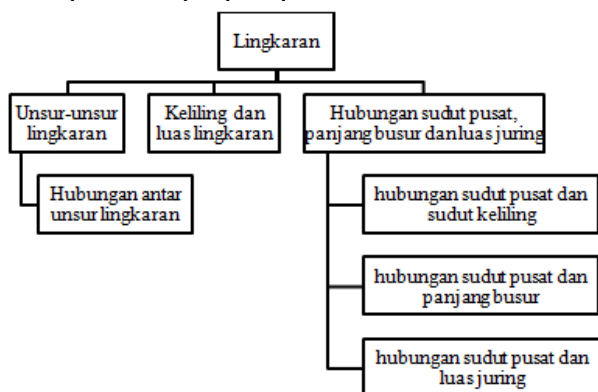 Lingkaran
Unsur-unsur
lingkaran
Keliling dan
luas lingkaran
Hubungan sudut pusat,
panjang busur dan luas juring
Hubungan antar
unsur lingkaran
hubungan sudut pusat dan
sudut keliling
hubungan sudut pusat dan
panjang busur
hubungan sudut pusat dan
luas juring